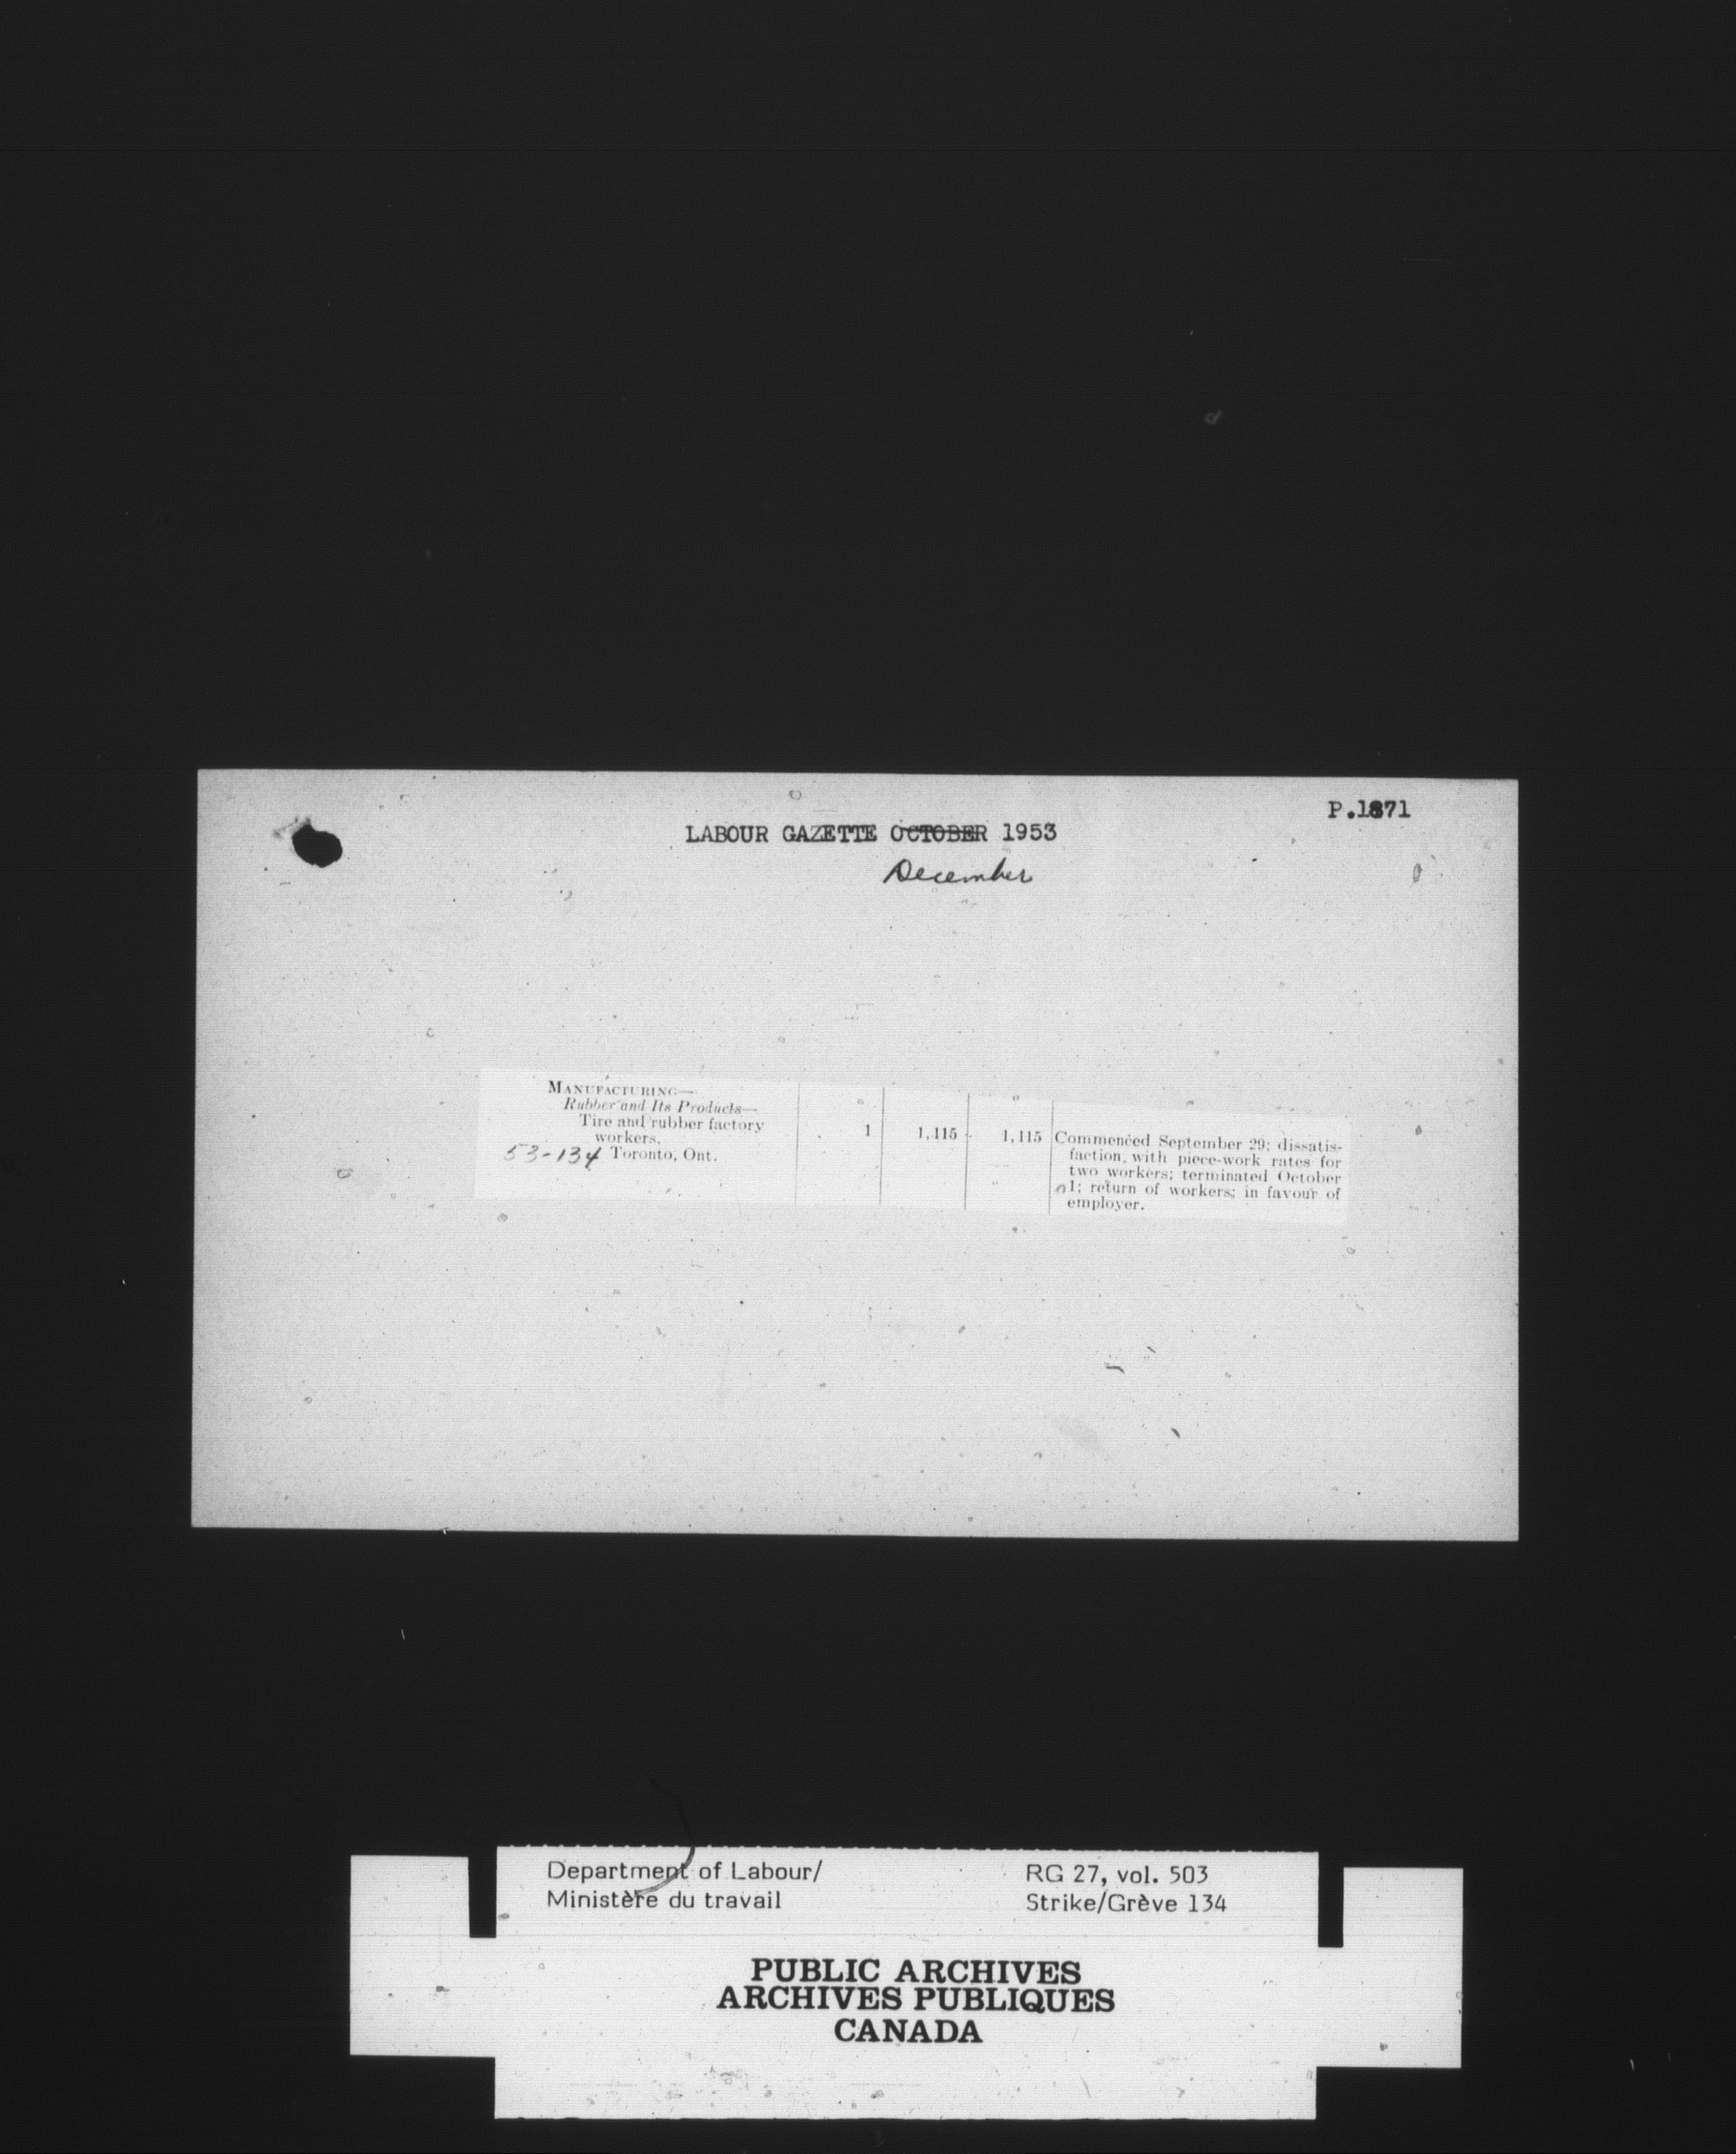 P.1871
LABOUR GAZETTE OCTOBER 1953
December
MANUFACTURING—
Rubber and Its Products—
Tire and rubber factory
workers,
53-134 Toronto, Ont.
1
1,115
1,115
Commenced September 29; dissatis-
faction with piece-work rates for
two workers; terminated October
1; return of workers; in favour of
employer.
Department of Labour/
Ministère du travail
RG 27, vol. 503
Strike/Grève 134
PUBLIC ARCHIVES
ARCHIVES PUBLIQUES
CANADA